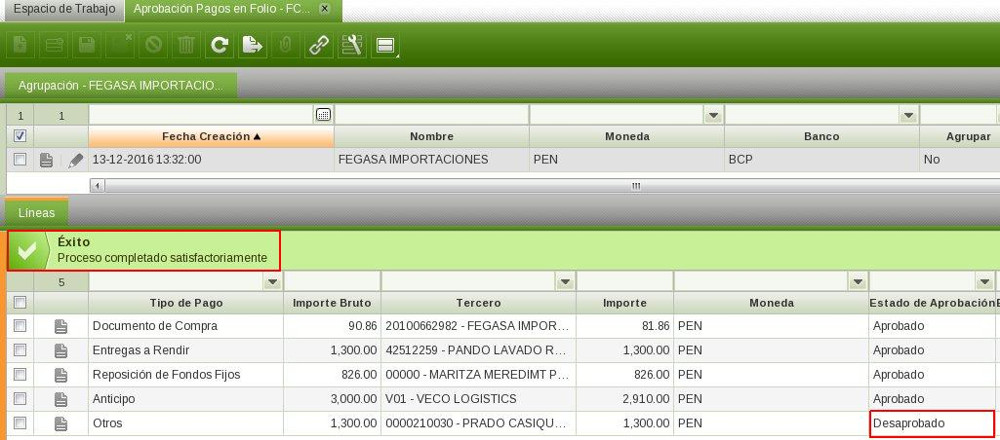 Espacio de Trabajo Aprobación Pagos en Folio - FC...
Agrupación - FEGASA IMPORTACIO...
1 1
Fecha Creación Nombre Moneda Banco Agrupar
13-12-2016 13:32:00 FEGASA IMPORTACIONES PEN BCP No
Líneas
Éxito
Proceso completado satisfactoriamente
5
Tipo de Pago Importe Bruto Tercero Importe Moneda Estado de Aprobación
Documento de Compra 90.86 20100662982 - FEGASA IMPOR... 81.86 PEN Aprobado
Entregas a Rendir 1,300.00 42512259 - PANDO LAVADO R... 1,300.00 PEN Aprobado
Reposición de Fondos Fijos 826.00 00000 - MARITZA MEREDIMT P... 826.00 PEN Aprobado
Anticipo 3,000.00 V01 - VECO LOGISTICS 2,910.00 PEN Aprobado
Otros 1,300.00 0000210030 - PRADO CASIQU... 1,300.00 PEN Desaprobado